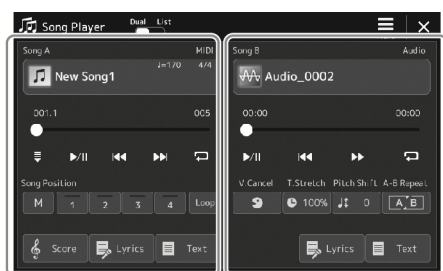 Song Player
Dual List
Song A
MIDI
New Song1
♩=170 4/4
001.1
005
Song Position
M 1 2 3 4 Loop
Score Lyrics Text
Song B
Audio
Audio_0002
00:00
00:00
V.Cancel T.Stretch Pitch Shift A-B Repeat
100% 0 A B
Lyrics Text